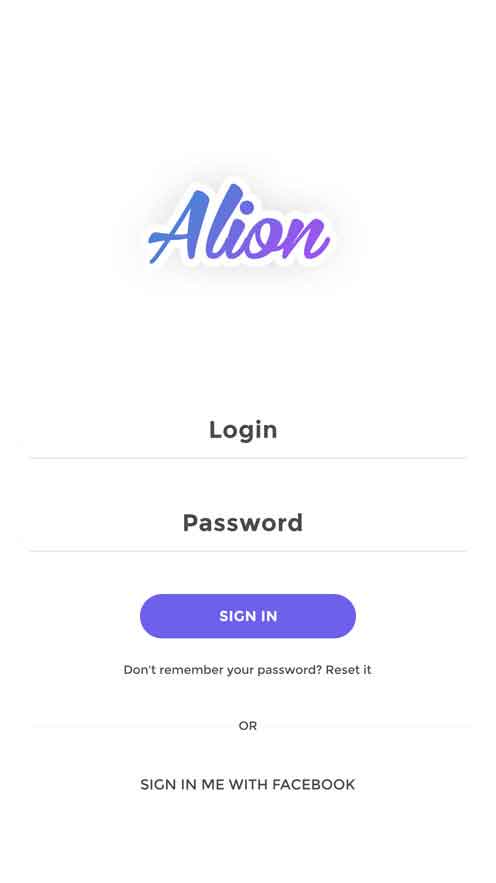 Alion
Login
Password
SIGN IN
Don't remember your password? Reset it
OR
SIGN IN ME WITH FACEBOOK